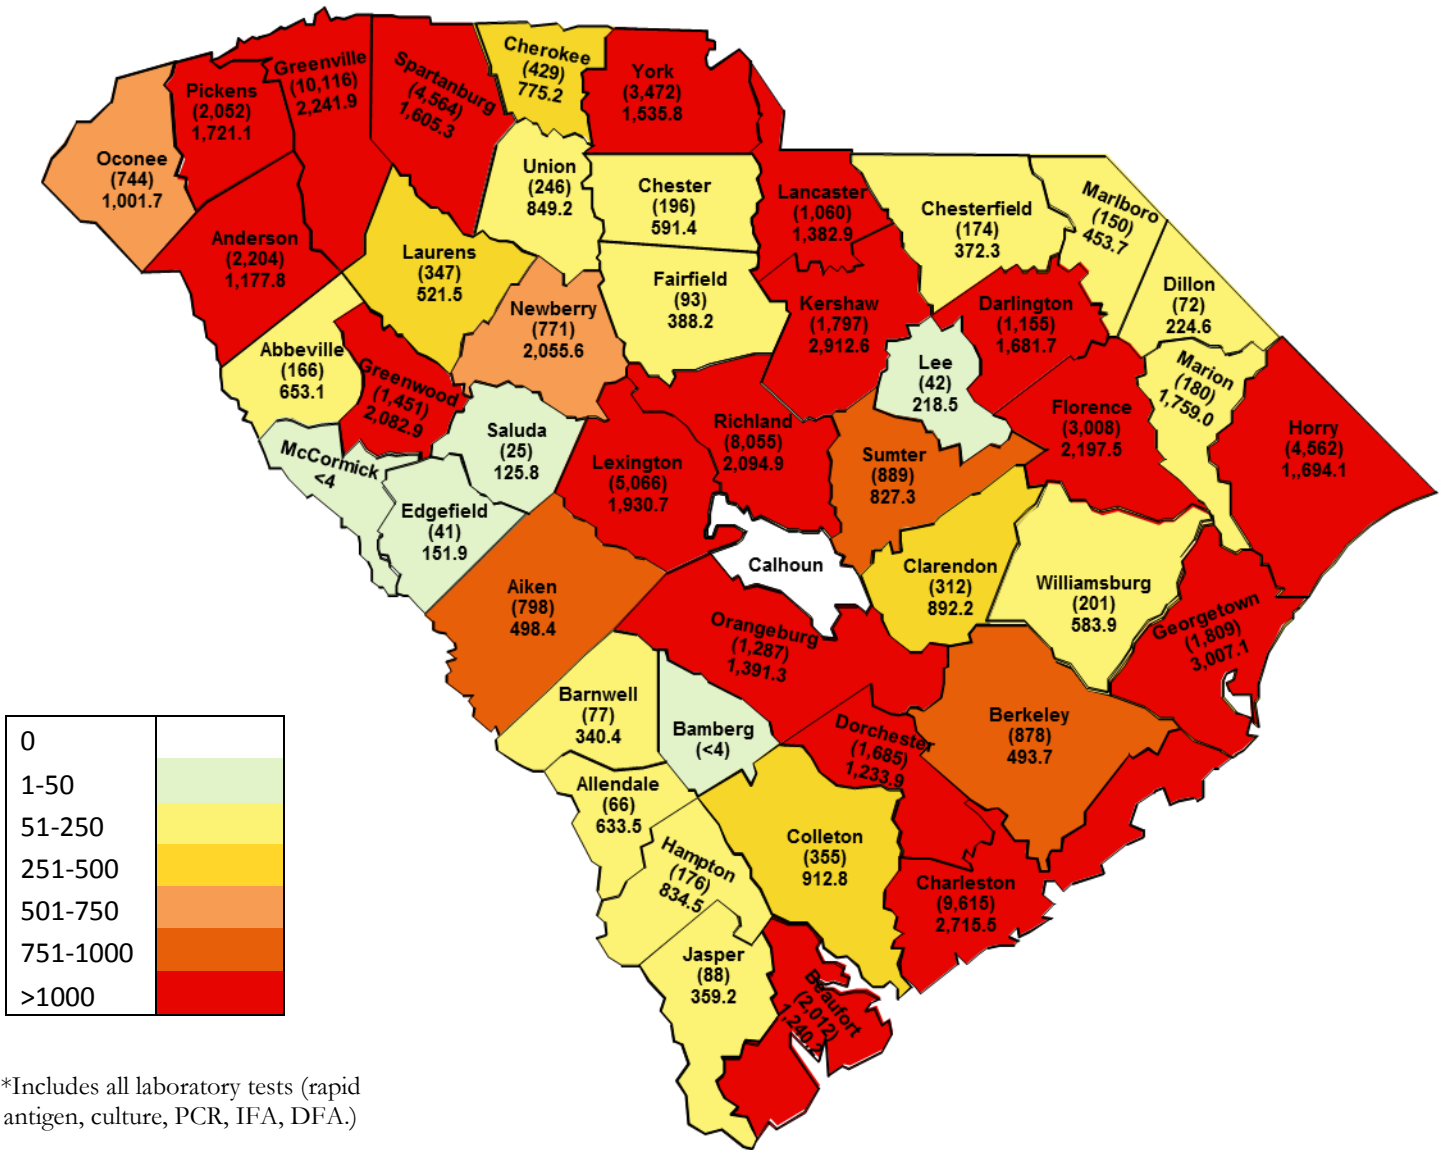 Cherokee
(429)
775.2
York
(3,472)
1,535.8
Greenville
(10,116)
2,241.9
Spartanburg
(4,564)
1,605.3
Pickens
(2,052)
1,721.1
Oconee
(744)
1,001.7
Union
(246)
849.2
Chester
(196)
591.4
Lancaster
(1,060)
1,382.9
Chesterfield
(174)
372.3
Marlboro
(150)
453.7
Anderson
(2,204)
1,177.8
Laurens
(347)
521.5
Fairfield
(93)
388.2
Kershaw
(1,797)
2,912.6
Darlington
(1,155)
1,681.7
Dillon
(72)
224.6
Newberry
(771)
2,055.6
Abbeville
(166)
653.1
Greenwood
(1,451)
2,082.9
Lee
(42)
218.5
Marion
(180)
1,759.0
Saluda
(25)
125.8
Richland
(8,055)
2,094.9
Florence
(3,008)
2,197.5
Horry
(4,562)
1,,694.1
McCormick
<4
Lexington
(5,066)
1,930.7
Sumter
(889)
827.3
Edgefield
(41)
151.9
Calhoun
Clarendon
(312)
892.2
Williamsburg
(201)
583.9
Aiken
(798)
498.4
Orangeburg
(1,287)
1,391.3
Georgetown
(1,809)
3,007.1
Barnwell
(77)
340.4
Bamberg
(<4)
Dorchester
(1,685)
1,233.9
Berkeley
(878)
493.7
Allendale
(66)
633.5
Hampton
(176)
834.5
Colleton
(355)
912.8
Charleston
(9,615)
2,715.5
Jasper
(88)
359.2
Beaufort
(2,012)
1,240.2
0
1-50
51-250
251-500
501-750
751-1000
>1000
*Includes all laboratory tests (rapid
antigen, culture, PCR, IFA, DFA.)